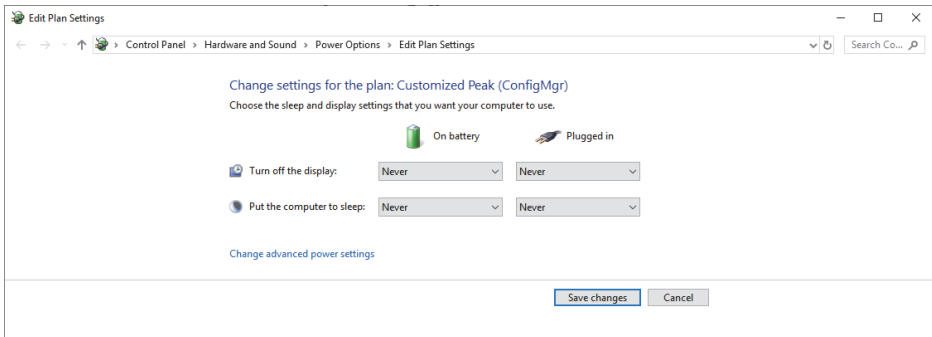 Edit Plan Settings
Control Panel > Hardware and Sound > Power Options > Edit Plan Settings
Search Co...
Change settings for the plan: Customized Peak (ConfigMgr)
Choose the sleep and display settings that you want your computer to use.
On battery Plugged in
Turn off the display: Never Never
Put the computer to sleep: Never Never
Change advanced power settings
Save changes Cancel